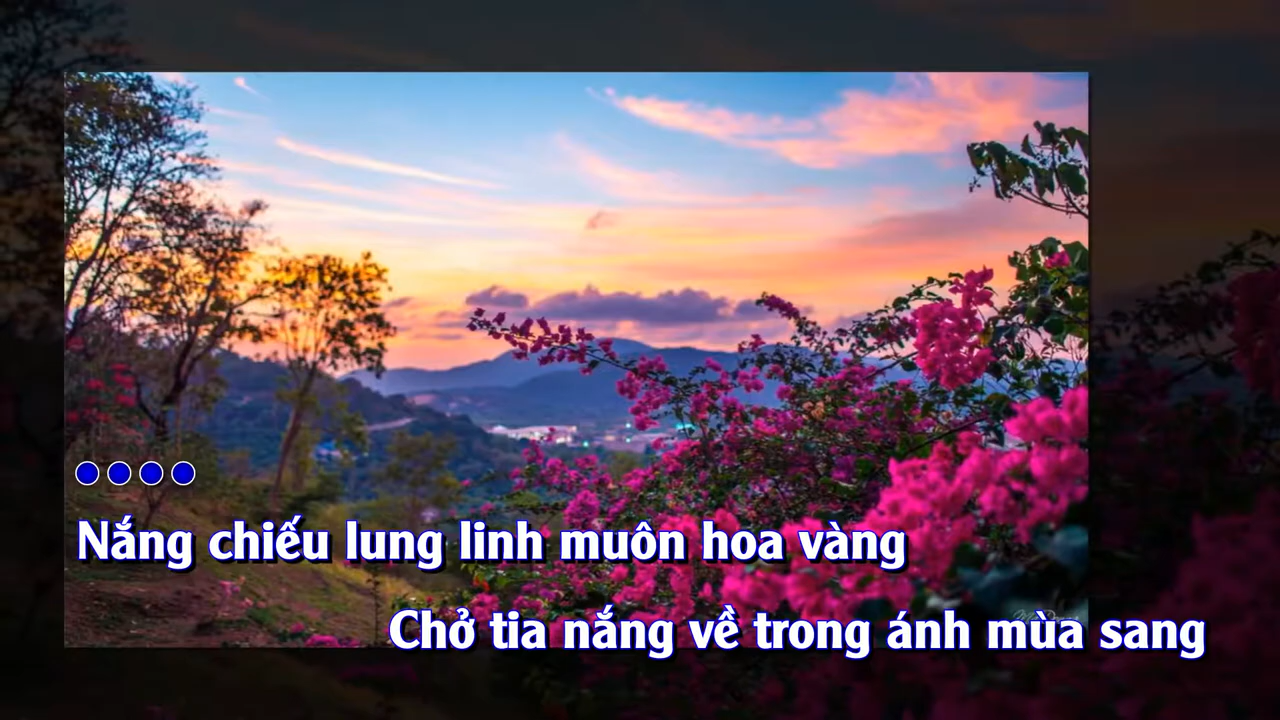 Nắng chiếu lung linh muôn hoa vàng
Chở tia nắng về trong ánh mùa sang